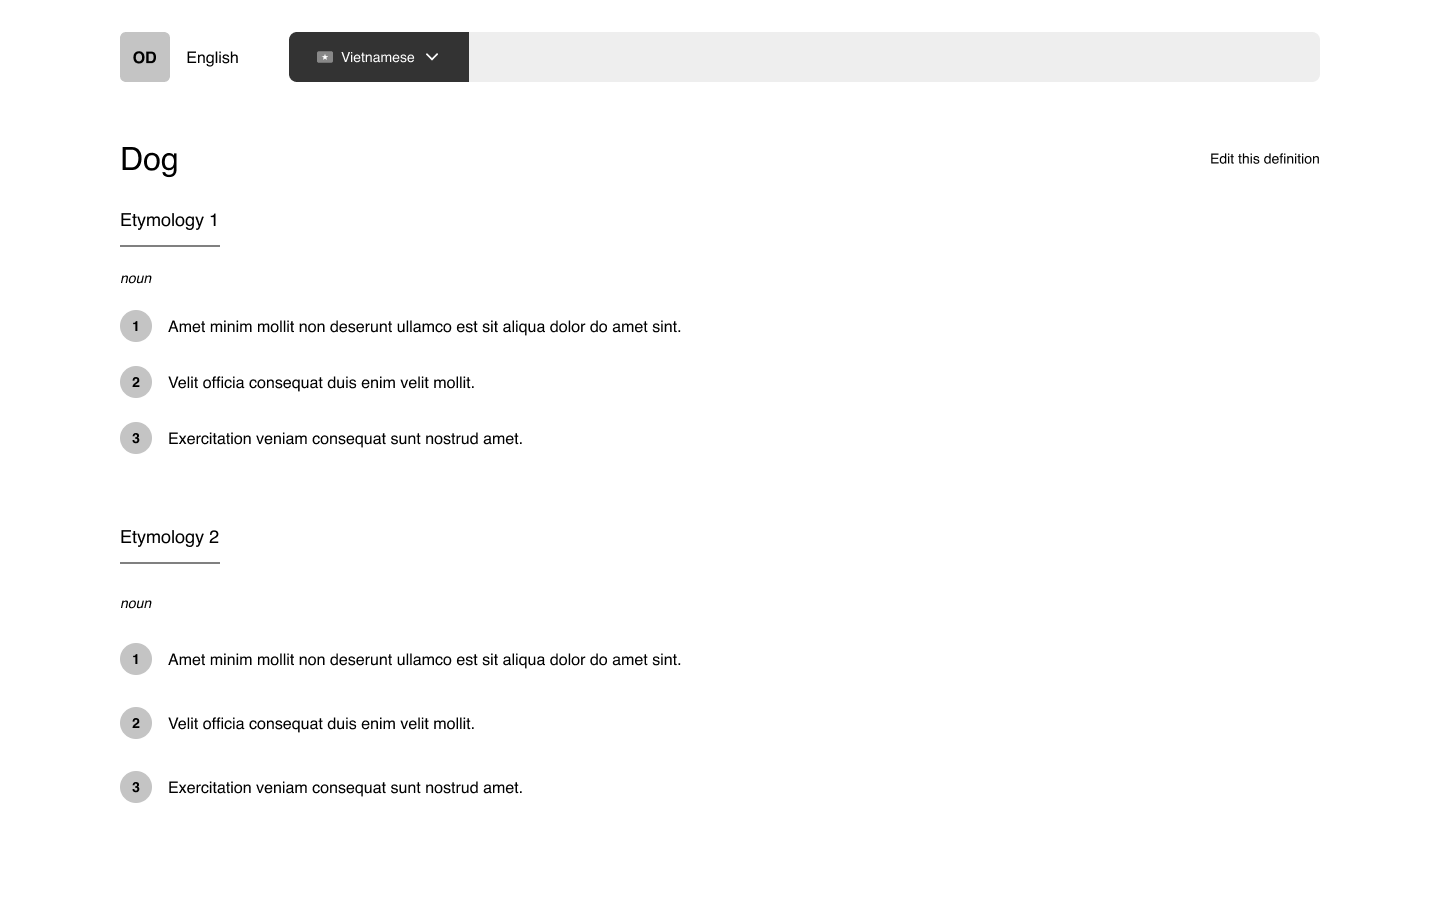 OD English Vietnamese
Dog
Edit this definition
Etymology 1
noun
1 Amet minim mollit non deserunt ullamco est sit aliqua dolor do amet sint.
2 Velit officia consequat duis enim velit mollit.
3 Exercitation veniam consequat sunt nostrud amet.
Etymology 2
noun
1 Amet minim mollit non deserunt ullamco est sit aliqua dolor do amet sint.
2 Velit officia consequat duis enim velit mollit.
3 Exercitation veniam consequat sunt nostrud amet.